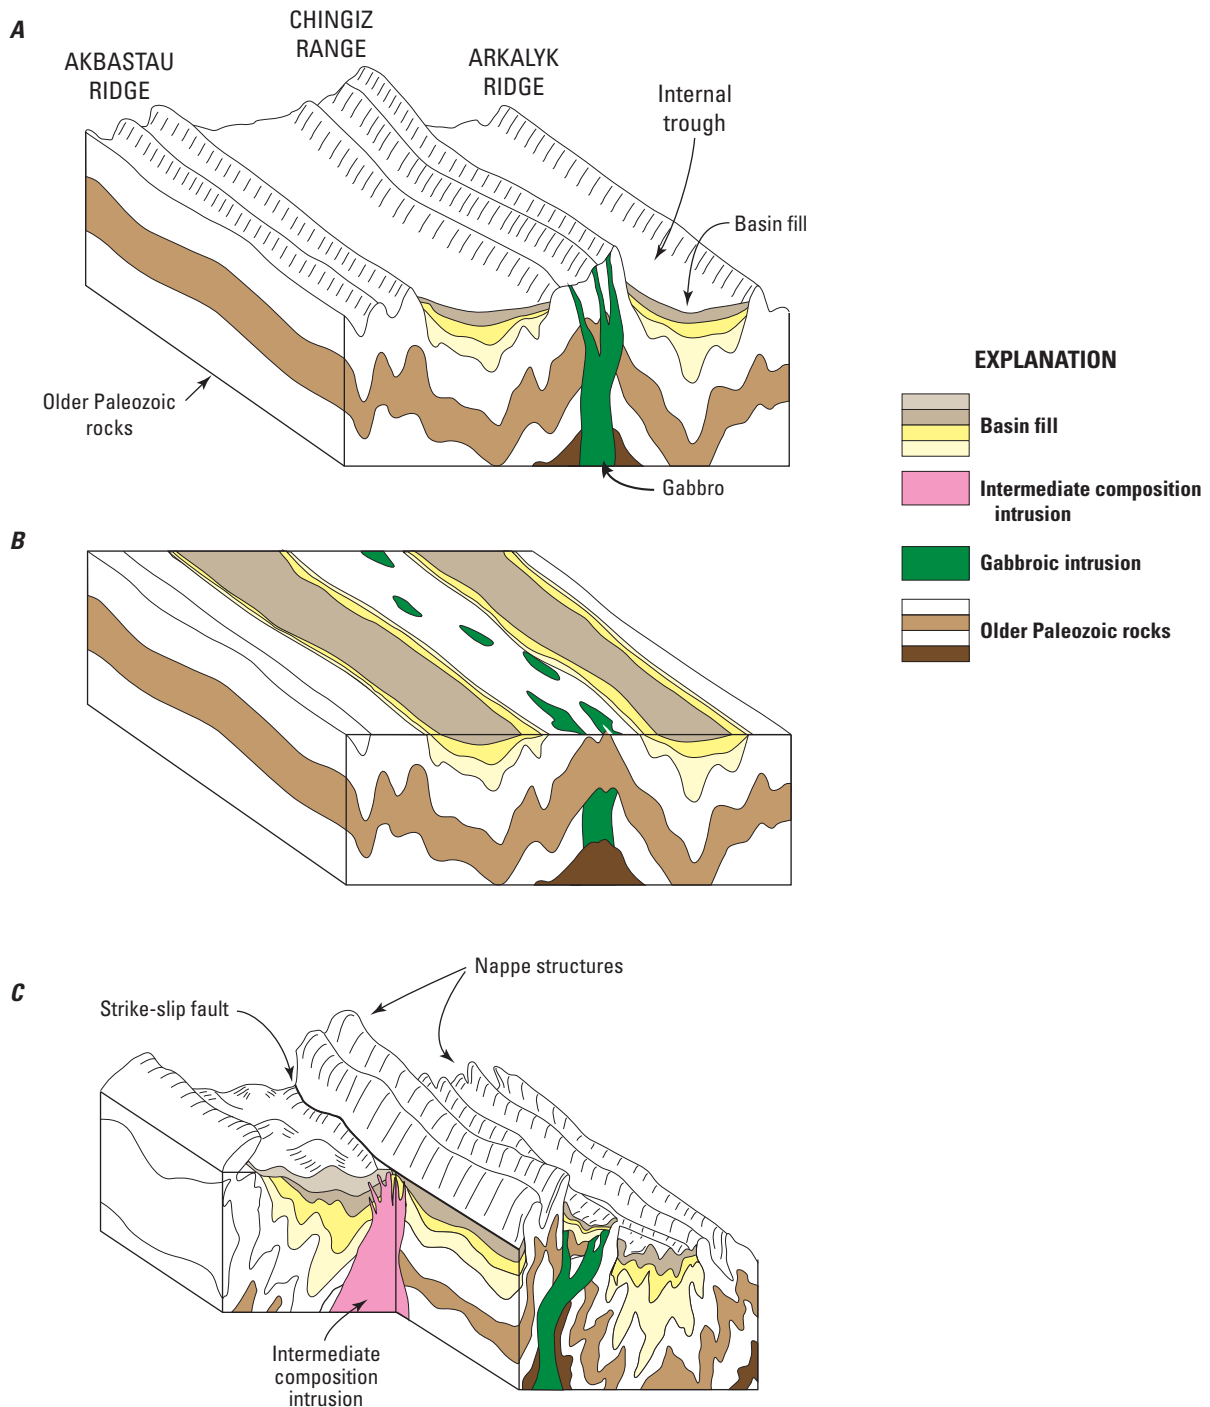 A
AKBASTAU
RIDGE
CHINGIZ
RANGE
ARKALYK
RIDGE
Internal
trough
Basin fill
Older Paleozoic
rocks
Gabbro
EXPLANATION
Basin fill
Intermediate composition
intrusion
Gabbroic intrusion
Older Paleozoic rocks
B
C
Nappe structures
Strike-slip fault
Intermediate
composition
intrusion